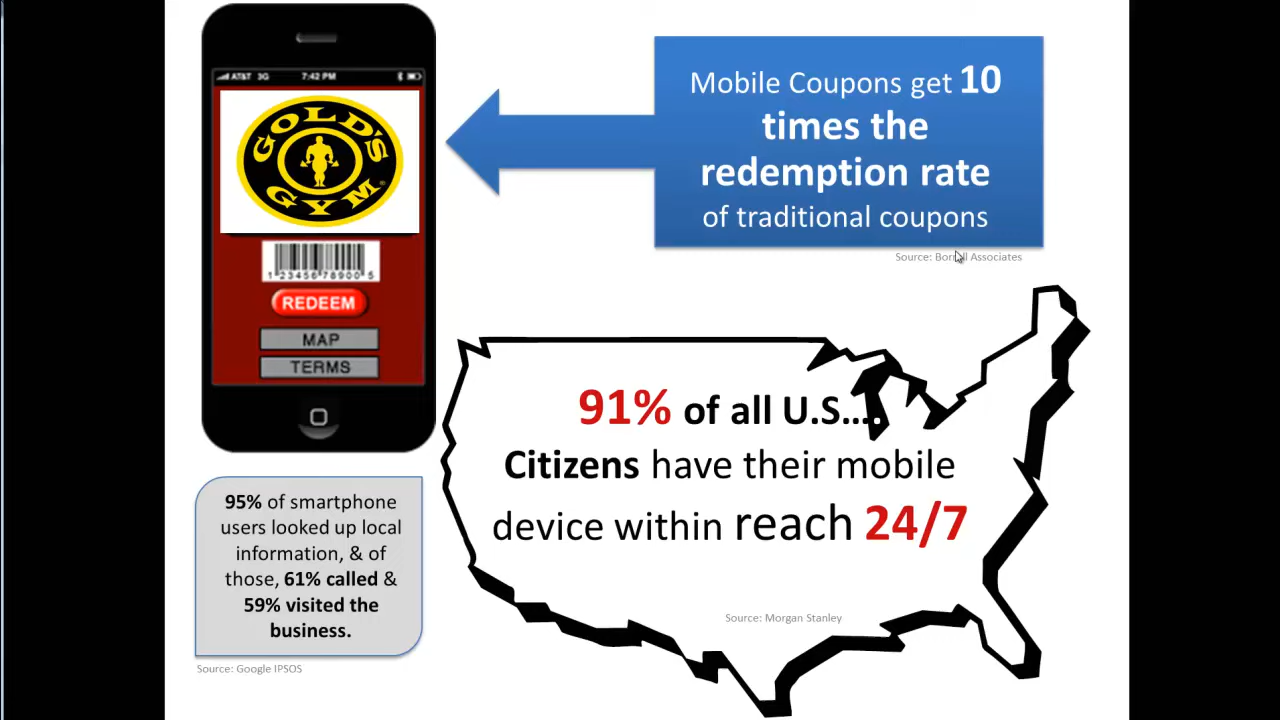 AT&T 3G 7:42 PM
GOLD'S
GYM
®
1 23456 78900 5
REDEEM
MAP
TERMS
Mobile Coupons get 10
times the
redemption rate
of traditional coupons
Source: Borrell Associates
91% of all U.S....
Citizens have their mobile
device within reach 24/7
Source: Morgan Stanley
95% of smartphone
users looked up local
information, & of
those, 61% called &
59% visited the
business.
Source: Google IPSOS